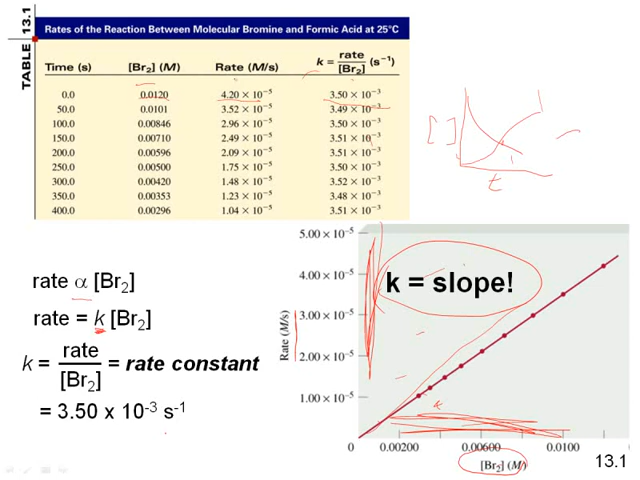 TABLE 13.1
Rates of the Reaction Between Molecular Bromine and Formic Acid at 25°C
Time (s) [Br₂] (M) Rate (M/s) k = rate/[Br₂] (s⁻¹)
0.0 0.0120 4.20 × 10⁻⁵ 3.50 × 10⁻³
50.0 0.0101 3.52 × 10⁻⁵ 3.49 × 10⁻³
100.0 0.00846 2.96 × 10⁻⁵ 3.50 × 10⁻³
150.0 0.00710 2.49 × 10⁻⁵ 3.51 × 10⁻³
200.0 0.00596 2.09 × 10⁻⁵ 3.51 × 10⁻³
250.0 0.00500 1.75 × 10⁻⁵ 3.50 × 10⁻³
300.0 0.00420 1.48 × 10⁻⁵ 3.52 × 10⁻³
350.0 0.00353 1.23 × 10⁻⁵ 3.48 × 10⁻³
400.0 0.00296 1.04 × 10⁻⁵ 3.51 × 10⁻³
[ ]
t
rate α [Br₂]
rate = k [Br₂]
k = rate/[Br₂] = rate constant
= 3.50 x 10⁻³ s⁻¹
k = slope!
Rate (M/s)
5.00 × 10⁻⁵
4.00 × 10⁻⁵
3.00 × 10⁻⁵
2.00 × 10⁻⁵
1.00 × 10⁻⁵
0 0.00200 0.00600 0.0100
[Br₂] (M)
13.1